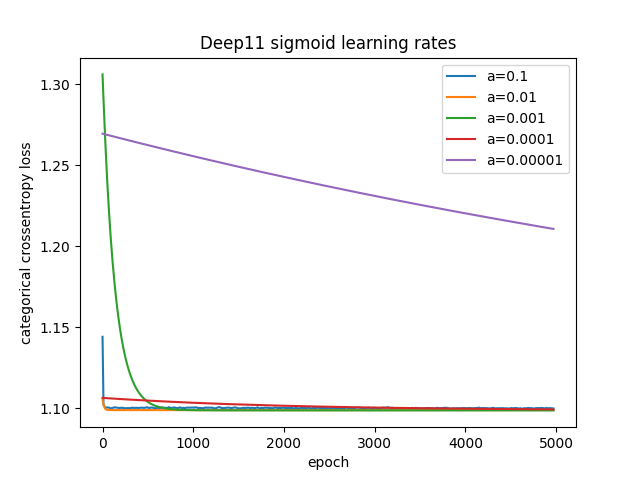 Deep11 sigmoid learning rates
a=0.1
a=0.01
a=0.001
a=0.0001
a=0.00001
categorical crossentropy loss
1.30
1.25
1.20
1.15
1.10
0 1000 2000 3000 4000 5000
epoch